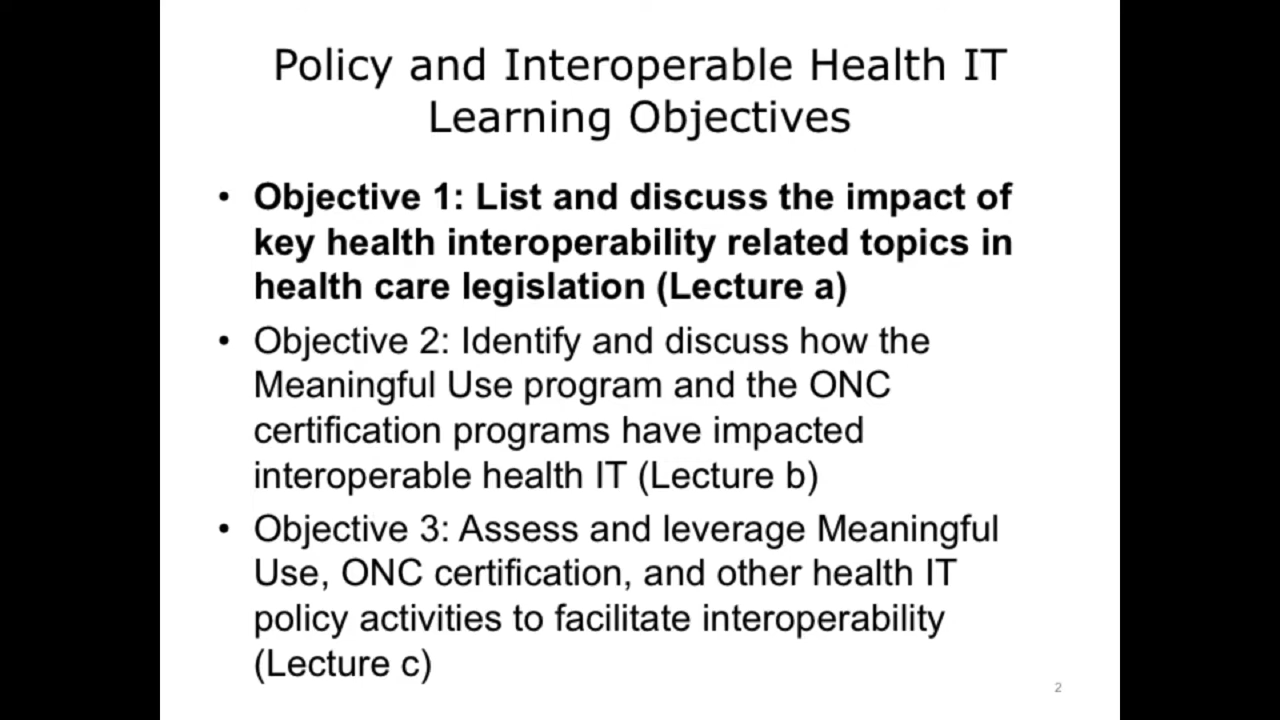 Policy and Interoperable Health IT
Learning Objectives
• Objective 1: List and discuss the impact of
key health interoperability related topics in
health care legislation (Lecture a)
• Objective 2: Identify and discuss how the
Meaningful Use program and the ONC
certification programs have impacted
interoperable health IT (Lecture b)
• Objective 3: Assess and leverage Meaningful
Use, ONC certification, and other health IT
policy activities to facilitate interoperability
(Lecture c)
2